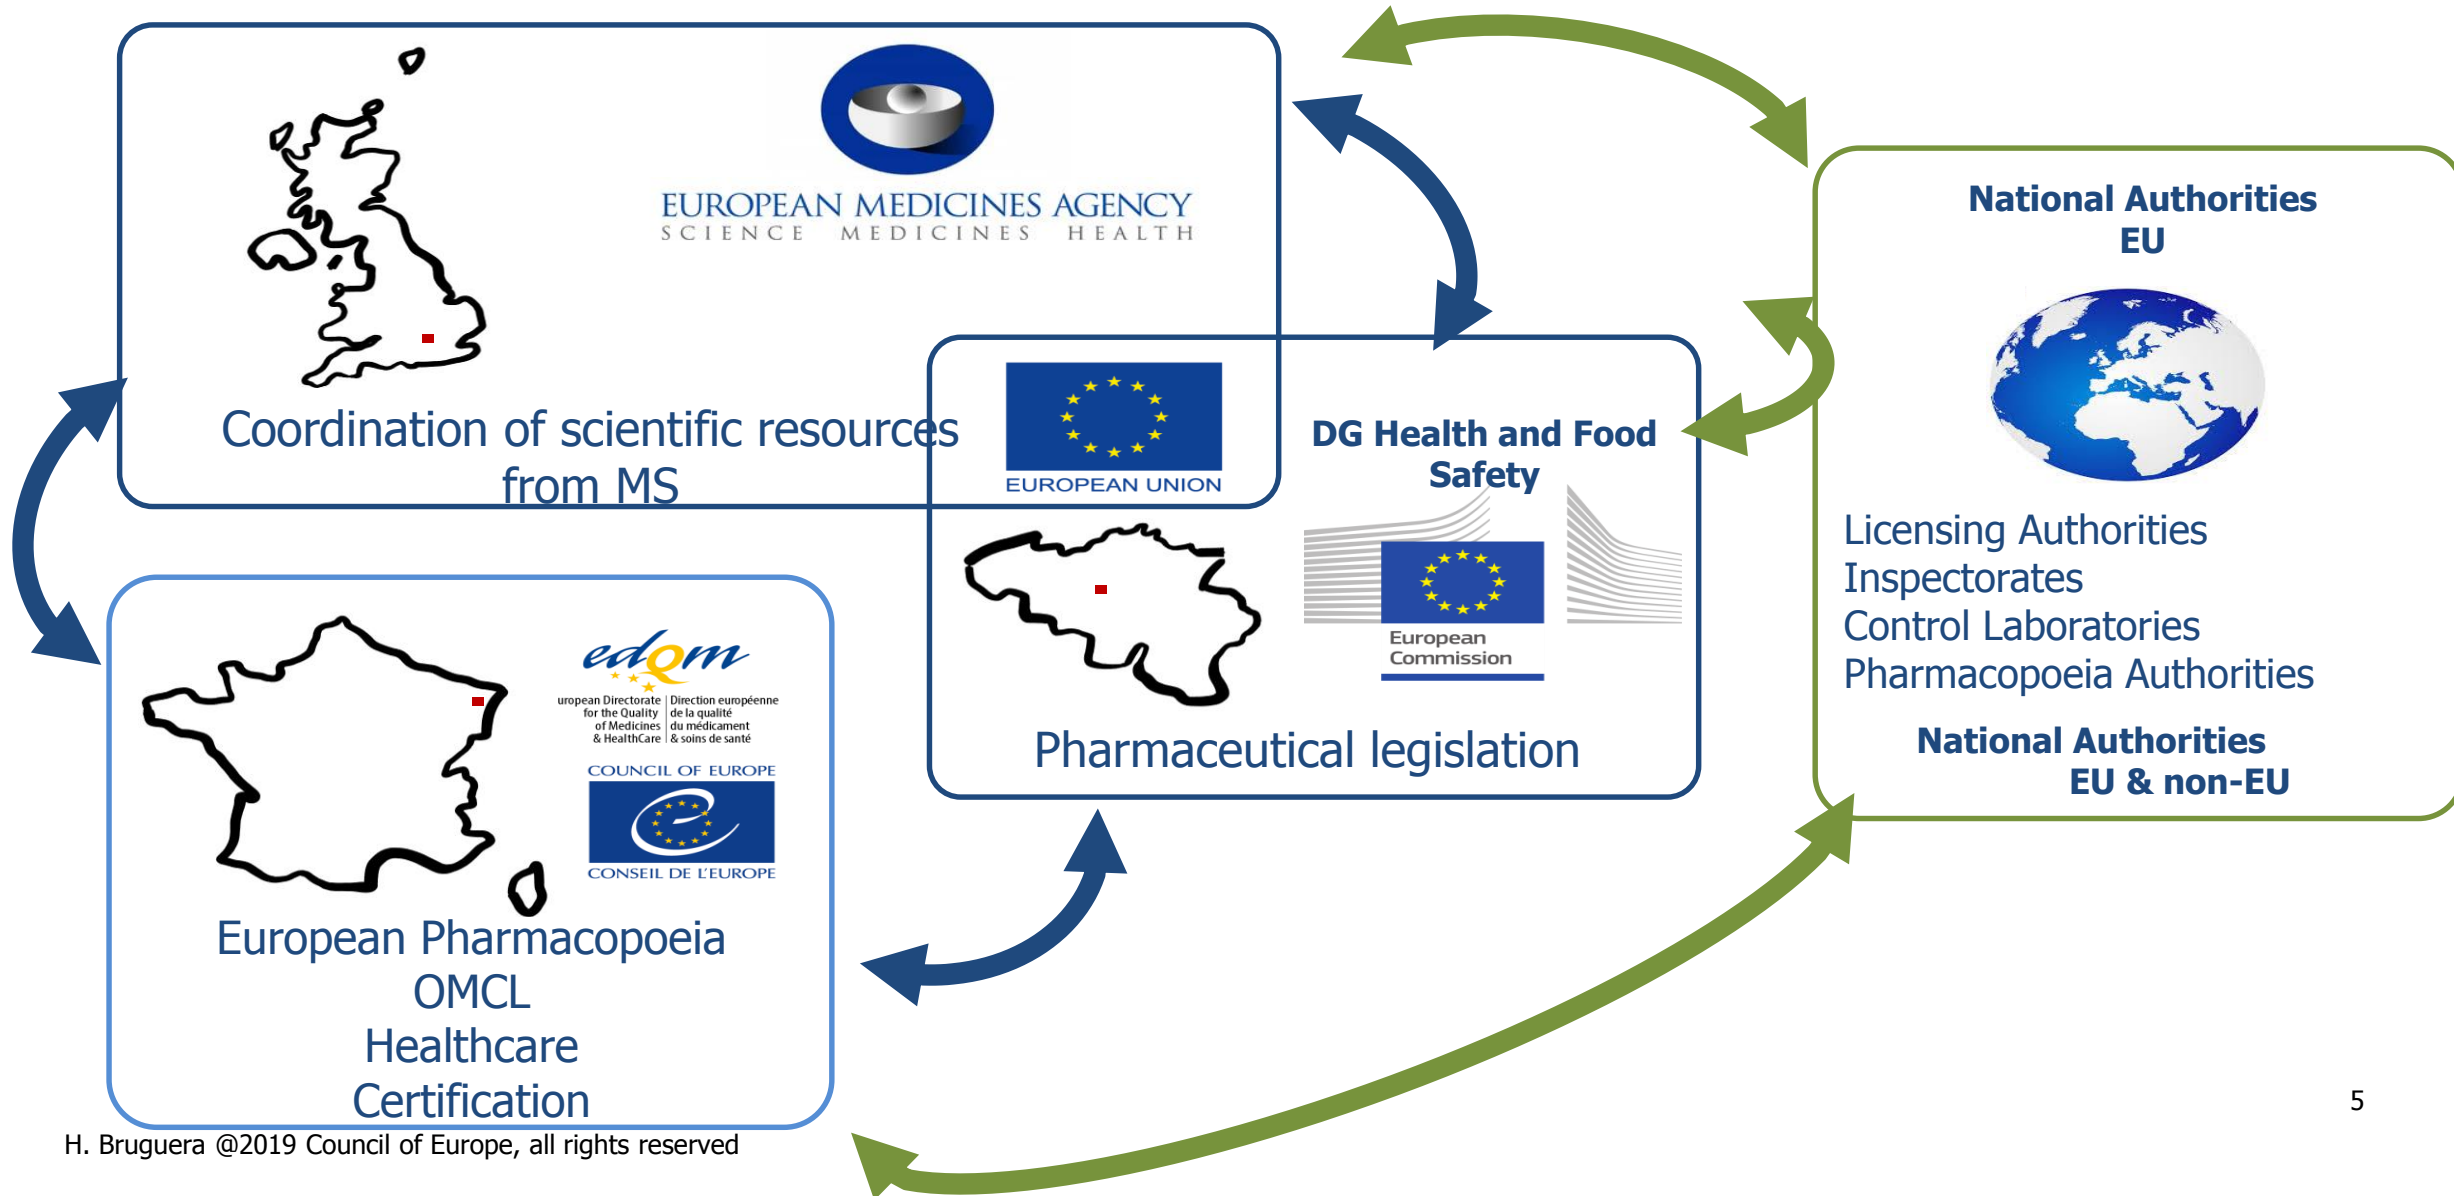 EUROPEAN MEDICINES AGENCY
SCIENCE MEDICINES HEALTH
Coordination of scientific resources
from MS
EUROPEAN UNION
DG Health and Food
Safety
European
Commission
Pharmaceutical legislation
National Authorities
EU
Licensing Authorities
Inspectorates
Control Laboratories
Pharmacopoeia Authorities
National Authorities
EU & non-EU
edqm
uropean Directorate
for the Quality
of Medicines
& HealthCare
Direction européenne
de la qualité
du médicament
& soins de santé
COUNCIL OF EUROPE
CONSEIL DE L'EUROPE
European Pharmacopoeia
OMCL
Healthcare
Certification
5
H. Bruguera @2019 Council of Europe, all rights reserved